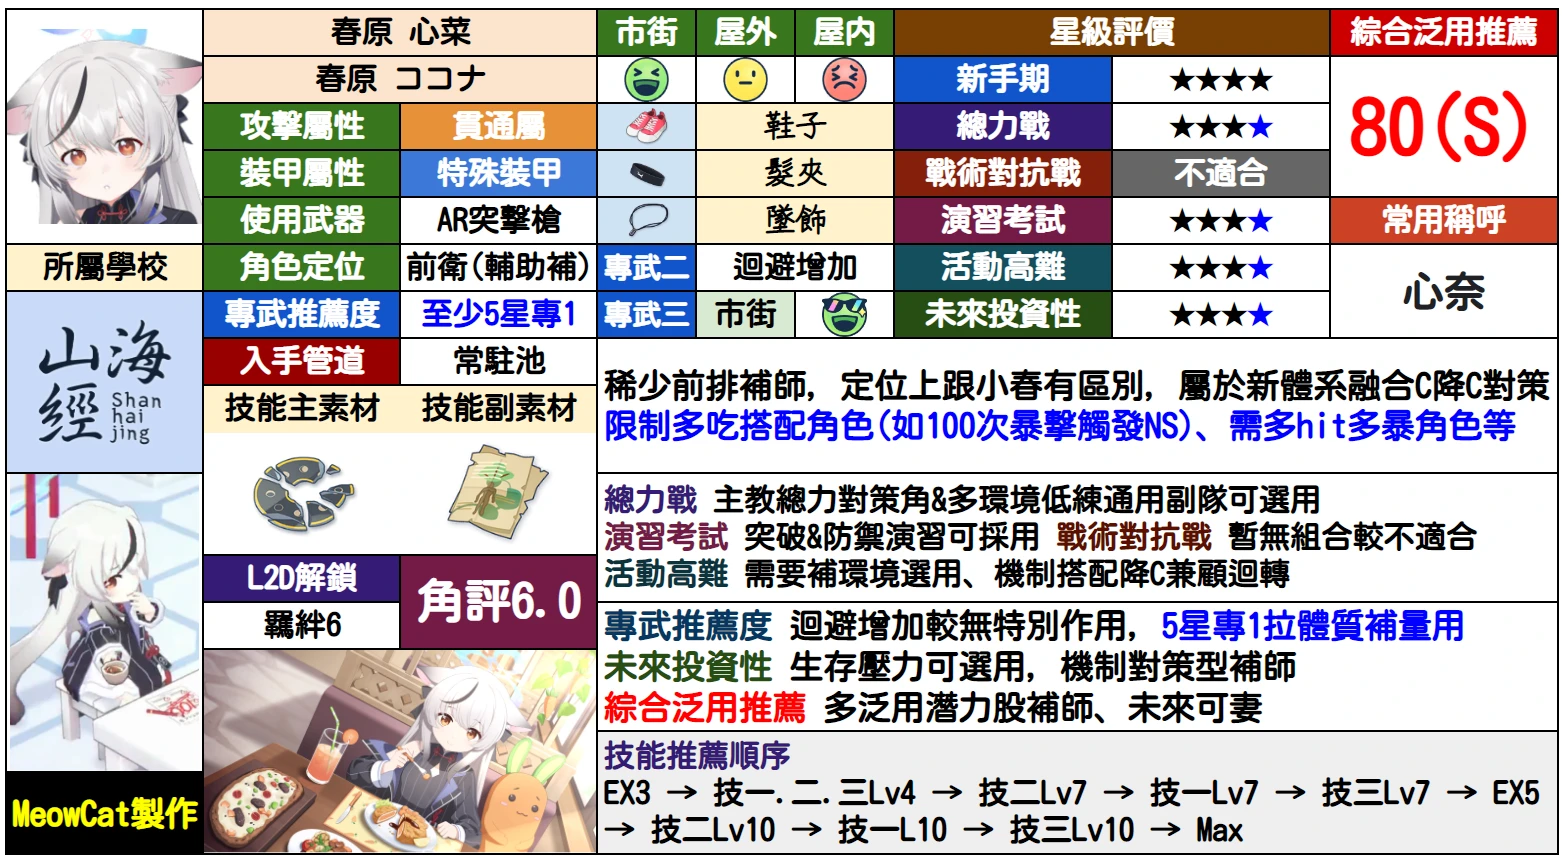 春原 心菜
春原 ココナ
攻擊屬性 貫通屬
裝甲屬性 特殊裝甲
使用武器 AR突擊槍
所屬學校
角色定位 前衛(輔助補)
專武推薦度 至少5星專1
入手管道 常駐池
技能主素材 技能副素材
山海
經
Shan
hai
jing
L2D解鎖
羈絆6
角評6.0
MeowCat製作
市街 屋外 屋內
鞋子
髮夾
墜飾
專武二 迴避增加
專武三 市街
星級評價
新手期 ★★★★
總力戰 ★★★★
戰術對抗戰 不適合
演習考試 ★★★★
活動高難 ★★★★
未來投資性 ★★★★
綜合泛用推薦
80(S)
常用稱呼
心奈
稀少前排補師, 定位上跟小春有區別, 屬於新體系融合C降C對策
限制多吃搭配角色(如100次暴擊觸發NS)、需多hit多暴角色等
總力戰 主教總力對策角&多環境低練通用副隊可選用
演習考試 突破&防禦演習可採用 戰術對抗戰 暫無組合較不適合
活動高難 需要補環境選用、機制搭配降C兼顧迴轉
專武推薦度 迴避增加較無特別作用, 5星專1拉體質補量用
未來投資性 生存壓力可選用, 機制對策型補師
綜合泛用推薦 多泛用潛力股補師、未來可妻
技能推薦順序
EX3 → 技一.二.三Lv4 → 技二Lv7 → 技一Lv7 → 技三Lv7 → EX5
→ 技二Lv10 → 技一L10 → 技三Lv10 → Max